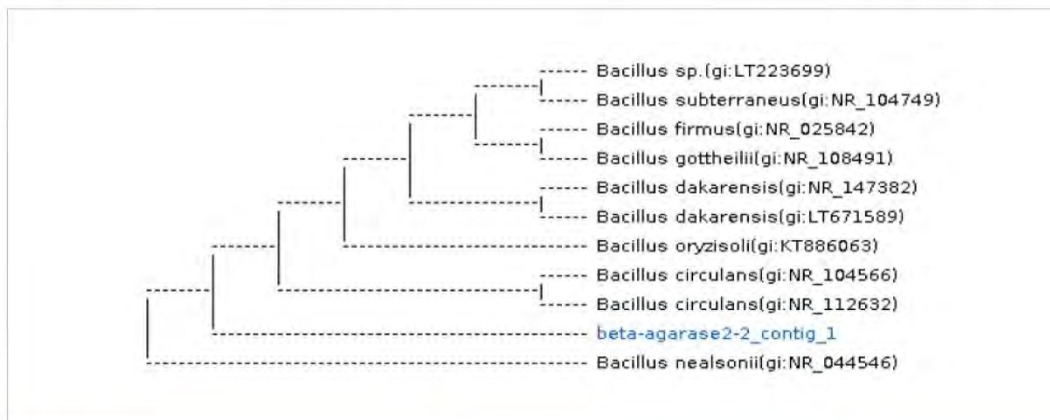 Bacillus sp.(gi:LT223699)
Bacillus subterraneus(gi:NR_104749)
Bacillus firmus(gi:NR_025842)
Bacillus gottheilii(gi:NR_108491)
Bacillus dakarensis(gi:NR_147382)
Bacillus dakarensis(gi:LT671589)
Bacillus oryzisoli(gi:KT886063)
Bacillus circulans(gi:NR_104566)
Bacillus circulans(gi:NR_112632)
beta-agarase2-2_contig_1
Bacillus nealsonii(gi:NR_044546)